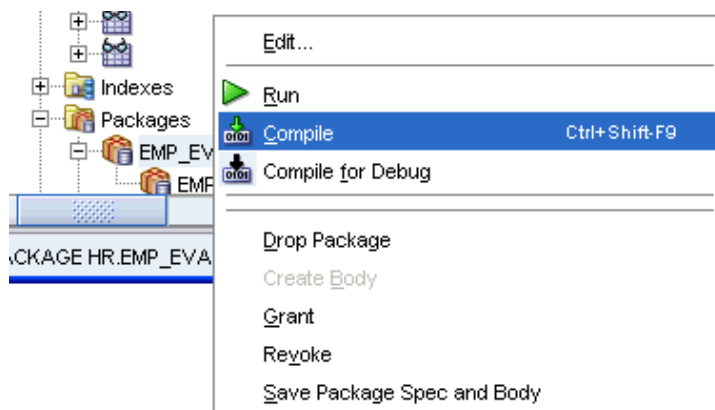 Edit...
Indexes
Run
Packages
Compile Ctrl+Shift-F9
EMP_EV
Compile for Debug
EMP
Drop Package
ACKAGE HR.EMP_EVA
Create Body
Grant
Revoke
Save Package Spec and Body